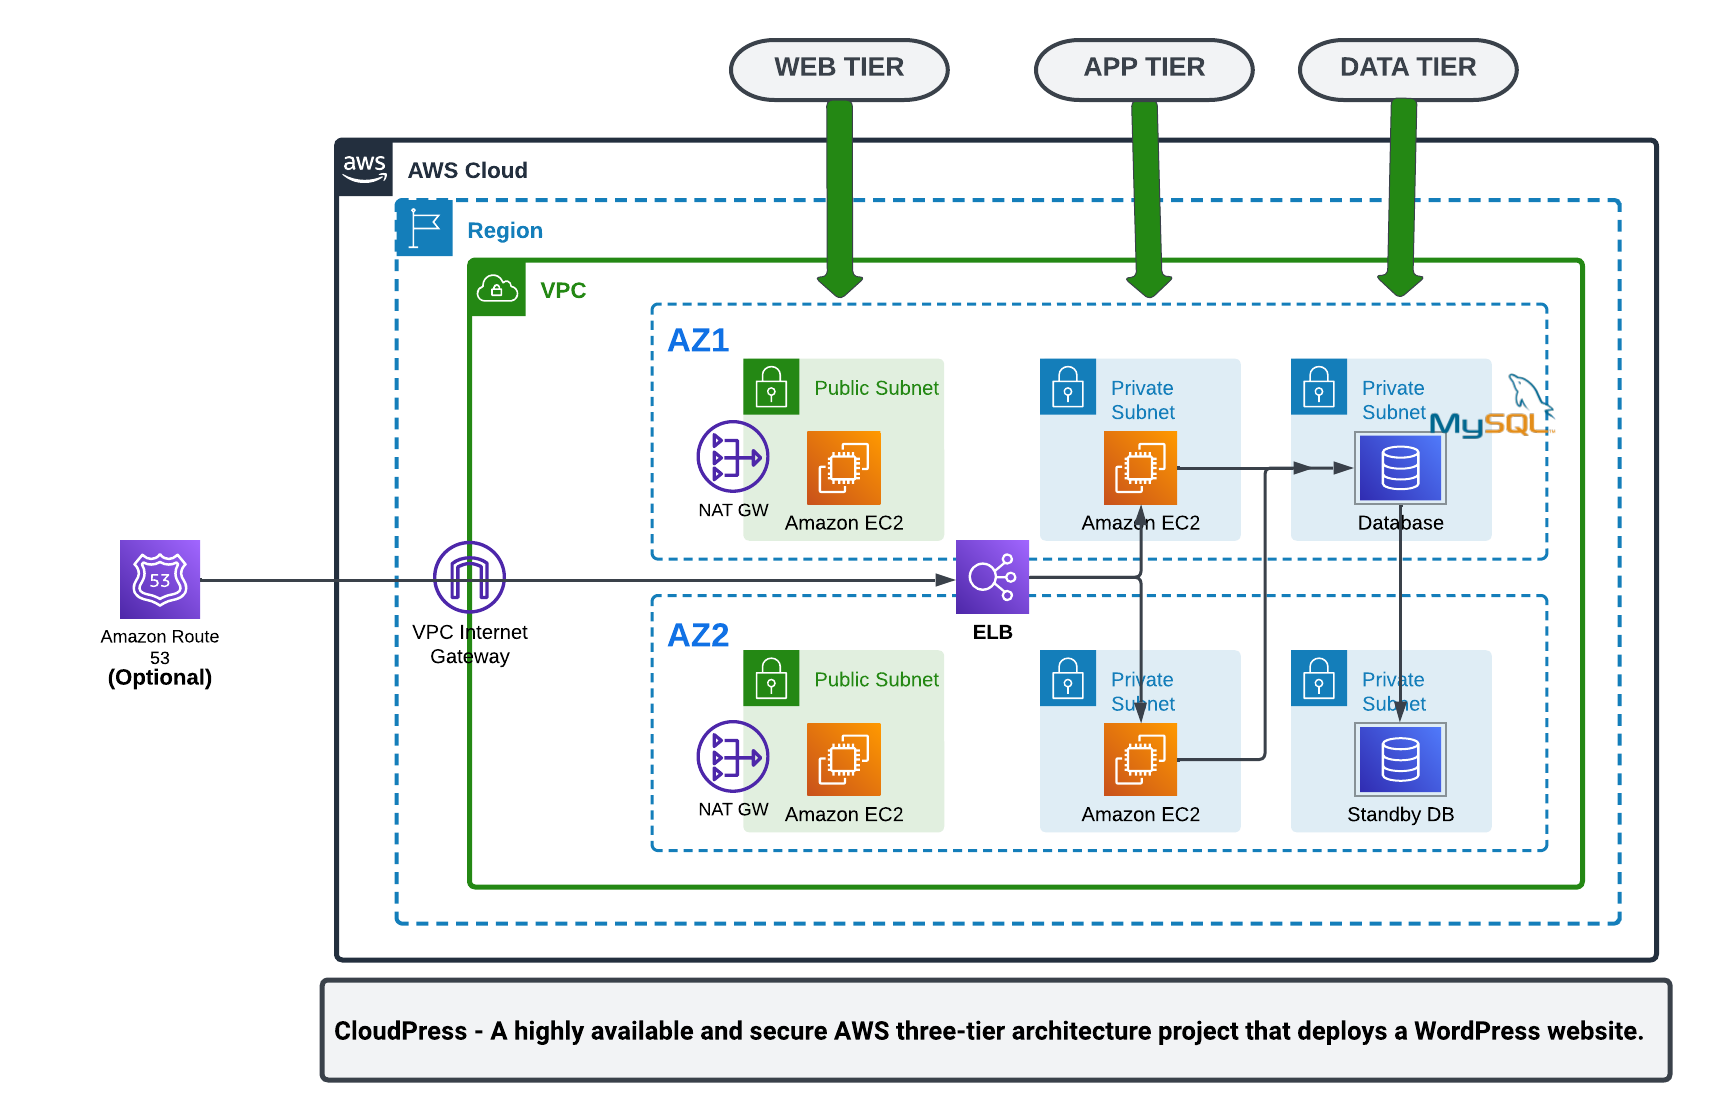 WEB TIER
APP TIER
DATA TIER
aws
AWS Cloud
Region
VPC
AZ1
Public Subnet
Private
Subnet
Private
Subnet
MySQL
NAT GW
Amazon EC2
Amazon EC2
Database
53
Amazon Route
53
(Optional)
VPC Internet
Gateway
ELB
AZ2
Public Subnet
Private
Subnet
Private
Subnet
NAT GW
Amazon EC2
Amazon EC2
Standby DB
CloudPress - A highly available and secure AWS three-tier architecture project that deploys a WordPress website.